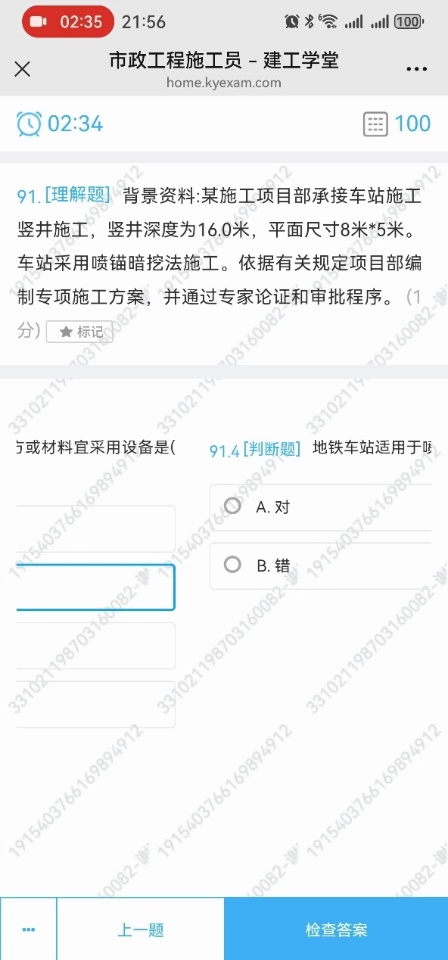 02:35 21:56 6 100
市政工程施工员 – 建工学堂
home.kyexam.com
02:34 100
91.[理解题] 背景资料:某施工项目部承接车站施工
竖井施工，竖井深度为16.0米，平面尺寸8米*5米。
车站采用喷锚暗挖法施工。依据有关规定项目部编
制专项施工方案，并通过专家论证和审批程序。(1
分) ★ 标记
方或材料宜采用设备是( 91.4 [判断题] 地铁车站适用于
A. 对
B. 错
··· 上一题 检查答案
331021198703160082-谢
1915403766169894912